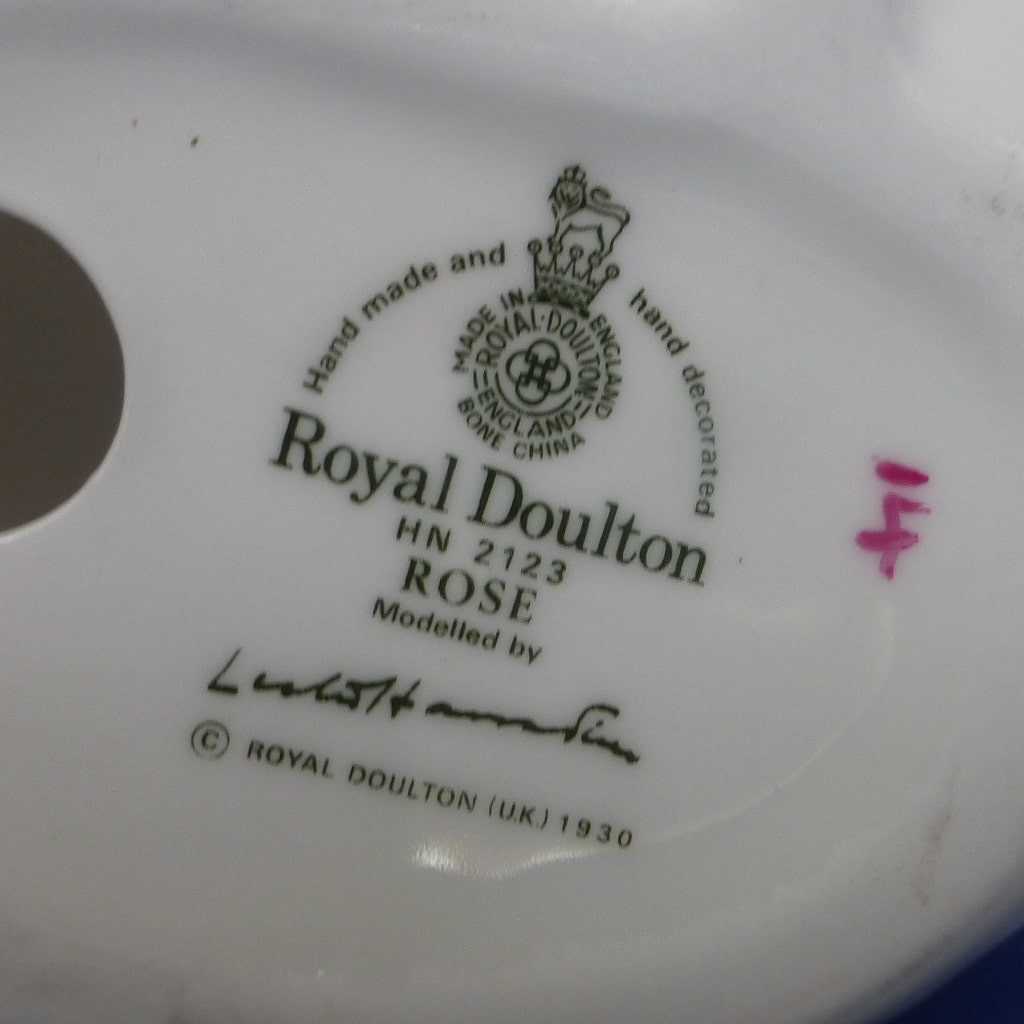 Hand made and hand decorated
MADE IN ENGLAND
ROYAL·DOULTON
ENGLAND
BONE CHINA
Royal Doulton
HN 2123
ROSE
Modelled by
© ROYAL DOULTON (U.K.) 1930